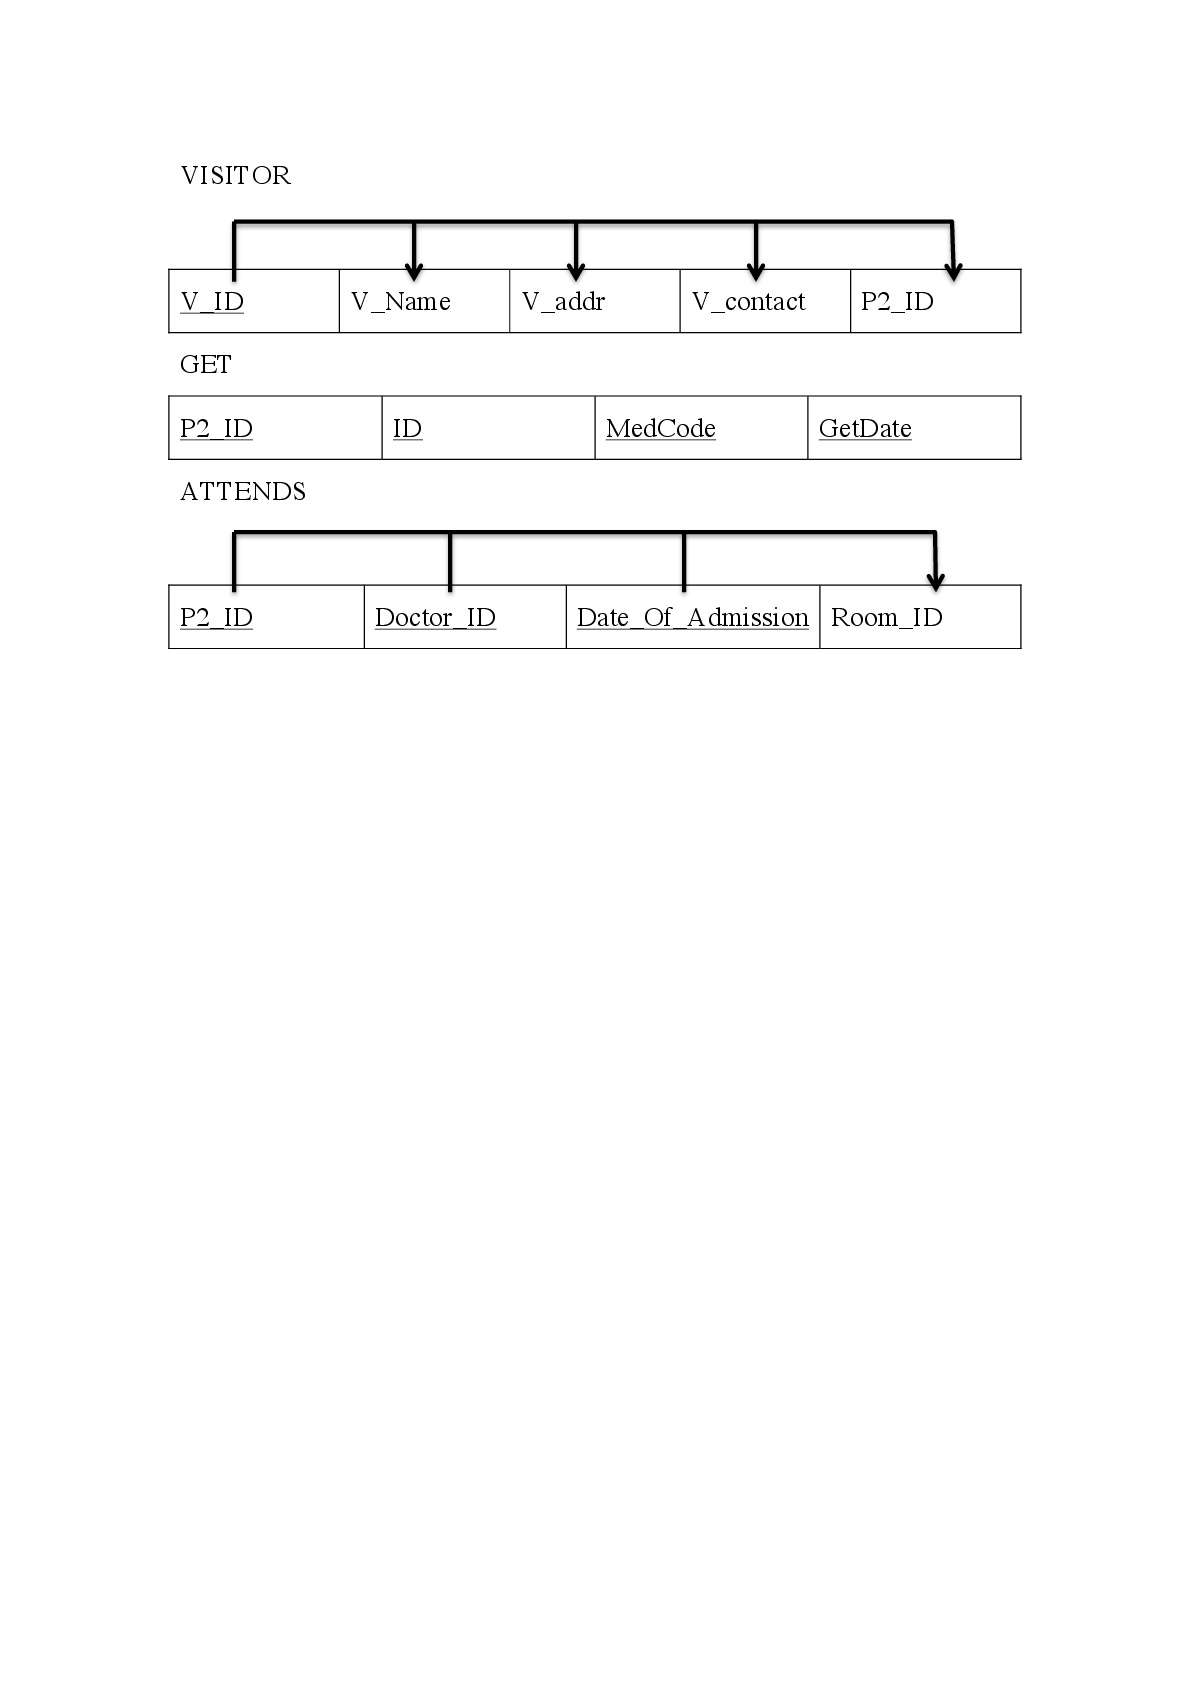 VISITOR
V_ID V_Name V_addr V_contact P2_ID
GET
P2_ID ID MedCode GetDate
ATTENDS
P2_ID Doctor_ID Date_Of_Admission Room_ID